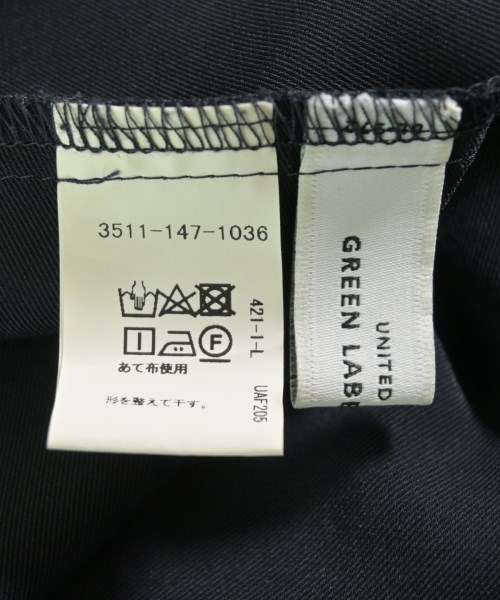 3511-147-1036
あて布使用
形を整えて干す。
421-1-L
UAF205
UNITED
GREEN LABE